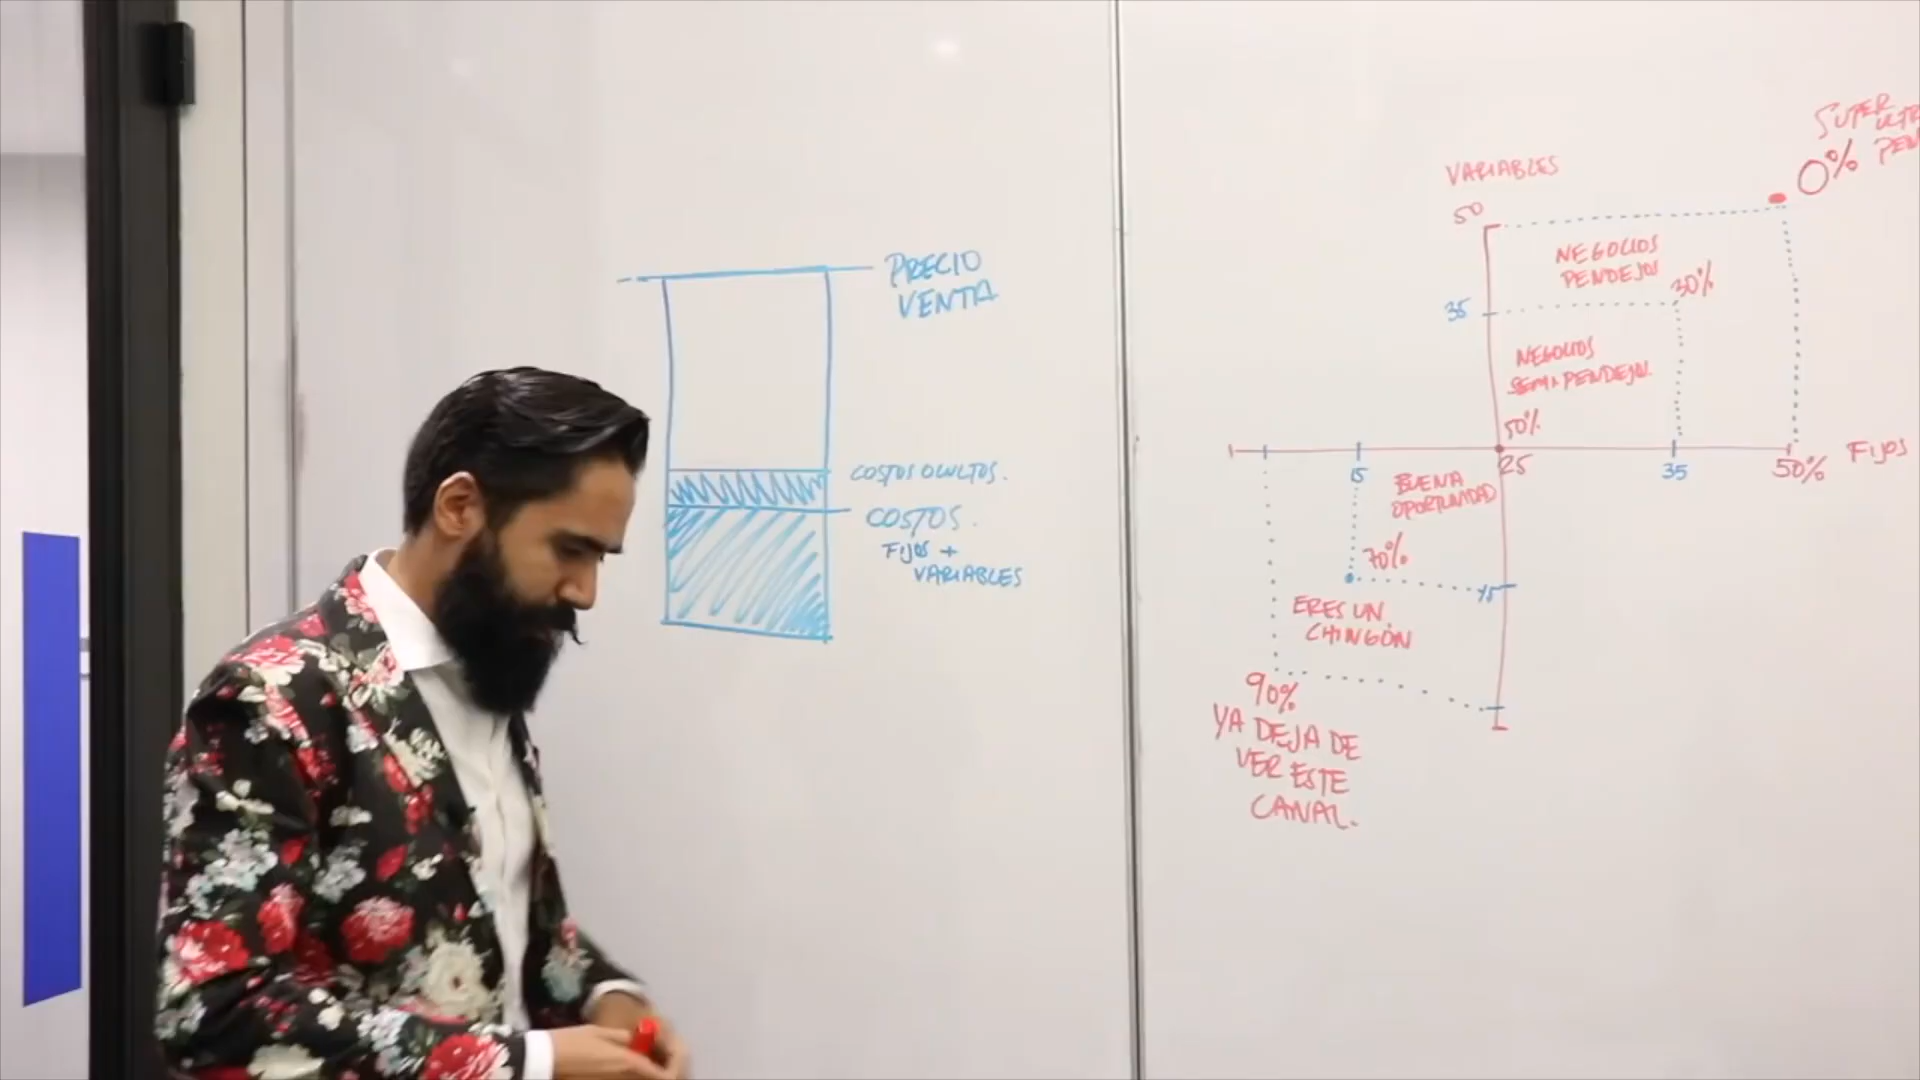 PRECIO
VENTA
COSTOS OCULTOS.
COSTOS.
FIJOS +
VARIABLES
SUPER
0%
VARIABLES
50
NEGOCIOS
PENDEJOS
30%
35
NEGOCIOS
SEMI PENDEJOS.
50%
15
25
35
50%
FIJOS
BUENA
OPORTUNIDAD
70%
15
ERES UN
CHINGÓN
90%
YA DEJA DE
VER ESTE
CANAL.